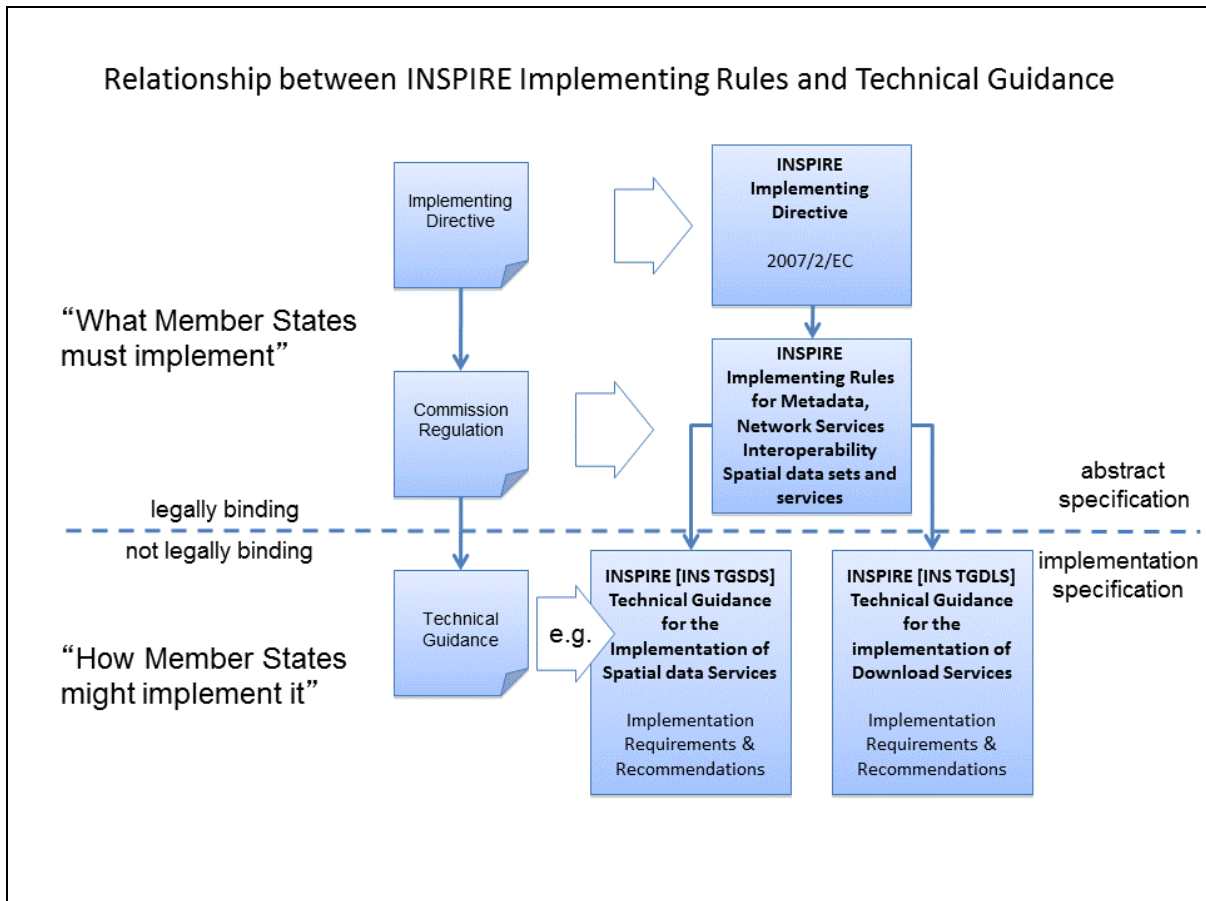 Relationship between INSPIRE Implementing Rules and Technical Guidance
Implementing
Directive
INSPIRE
Implementing
Directive
2007/2/EC
“What Member States
must implement”
Commission
Regulation
INSPIRE
Implementing Rules
for Metadata,
Network Services
Interoperability
Spatial data sets and
services
abstract
specification
legally binding
not legally binding
implementation
specification
Technical
Guidance
e.g.
“How Member States
might implement it”
INSPIRE [INS TGSDS]
Technical Guidance
for the
Implementation of
Spatial data Services
Implementation
Requirements &
Recommendations
INSPIRE [INS TGDLS]
Technical Guidance
for the
implementation of
Download Services
Implementation
Requirements &
Recommendations